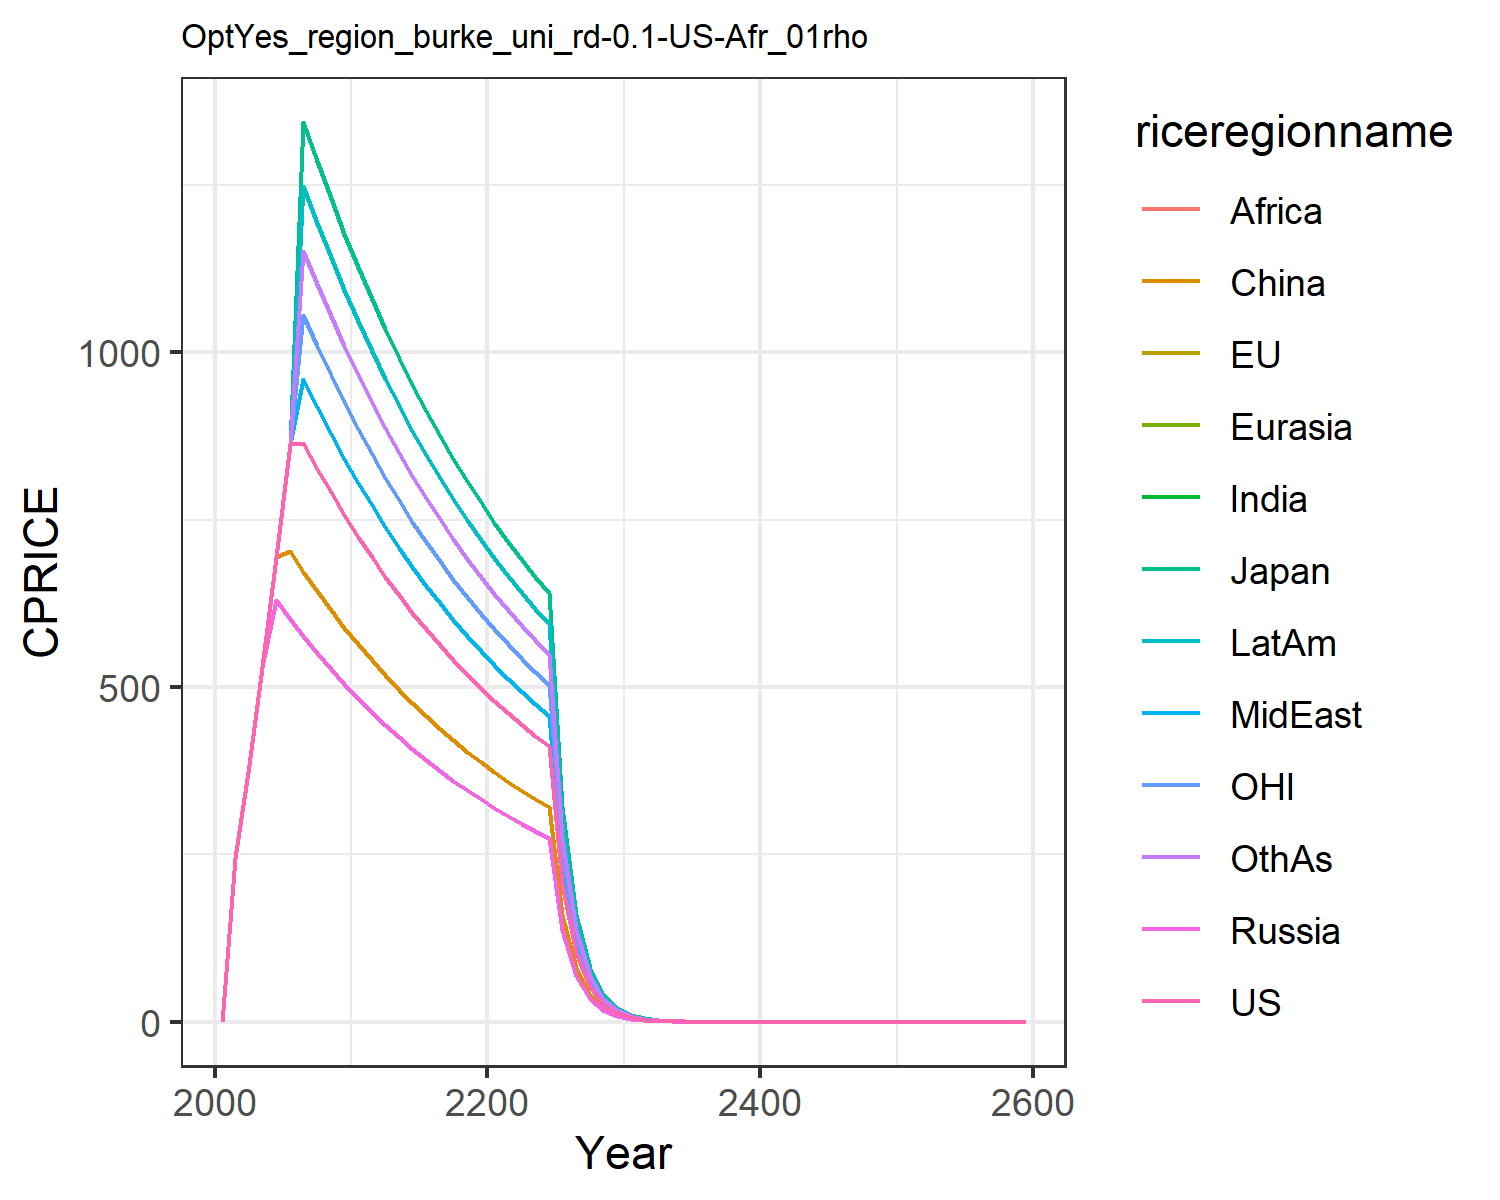 OptYes_region_burke_uni_rd-0.1-US-Afr_01rho
CPRICE
1000
500
0
2000 2200 2400 2600
Year
riceregionname
Africa
China
EU
Eurasia
India
Japan
LatAm
MidEast
OHI
OthAs
Russia
US